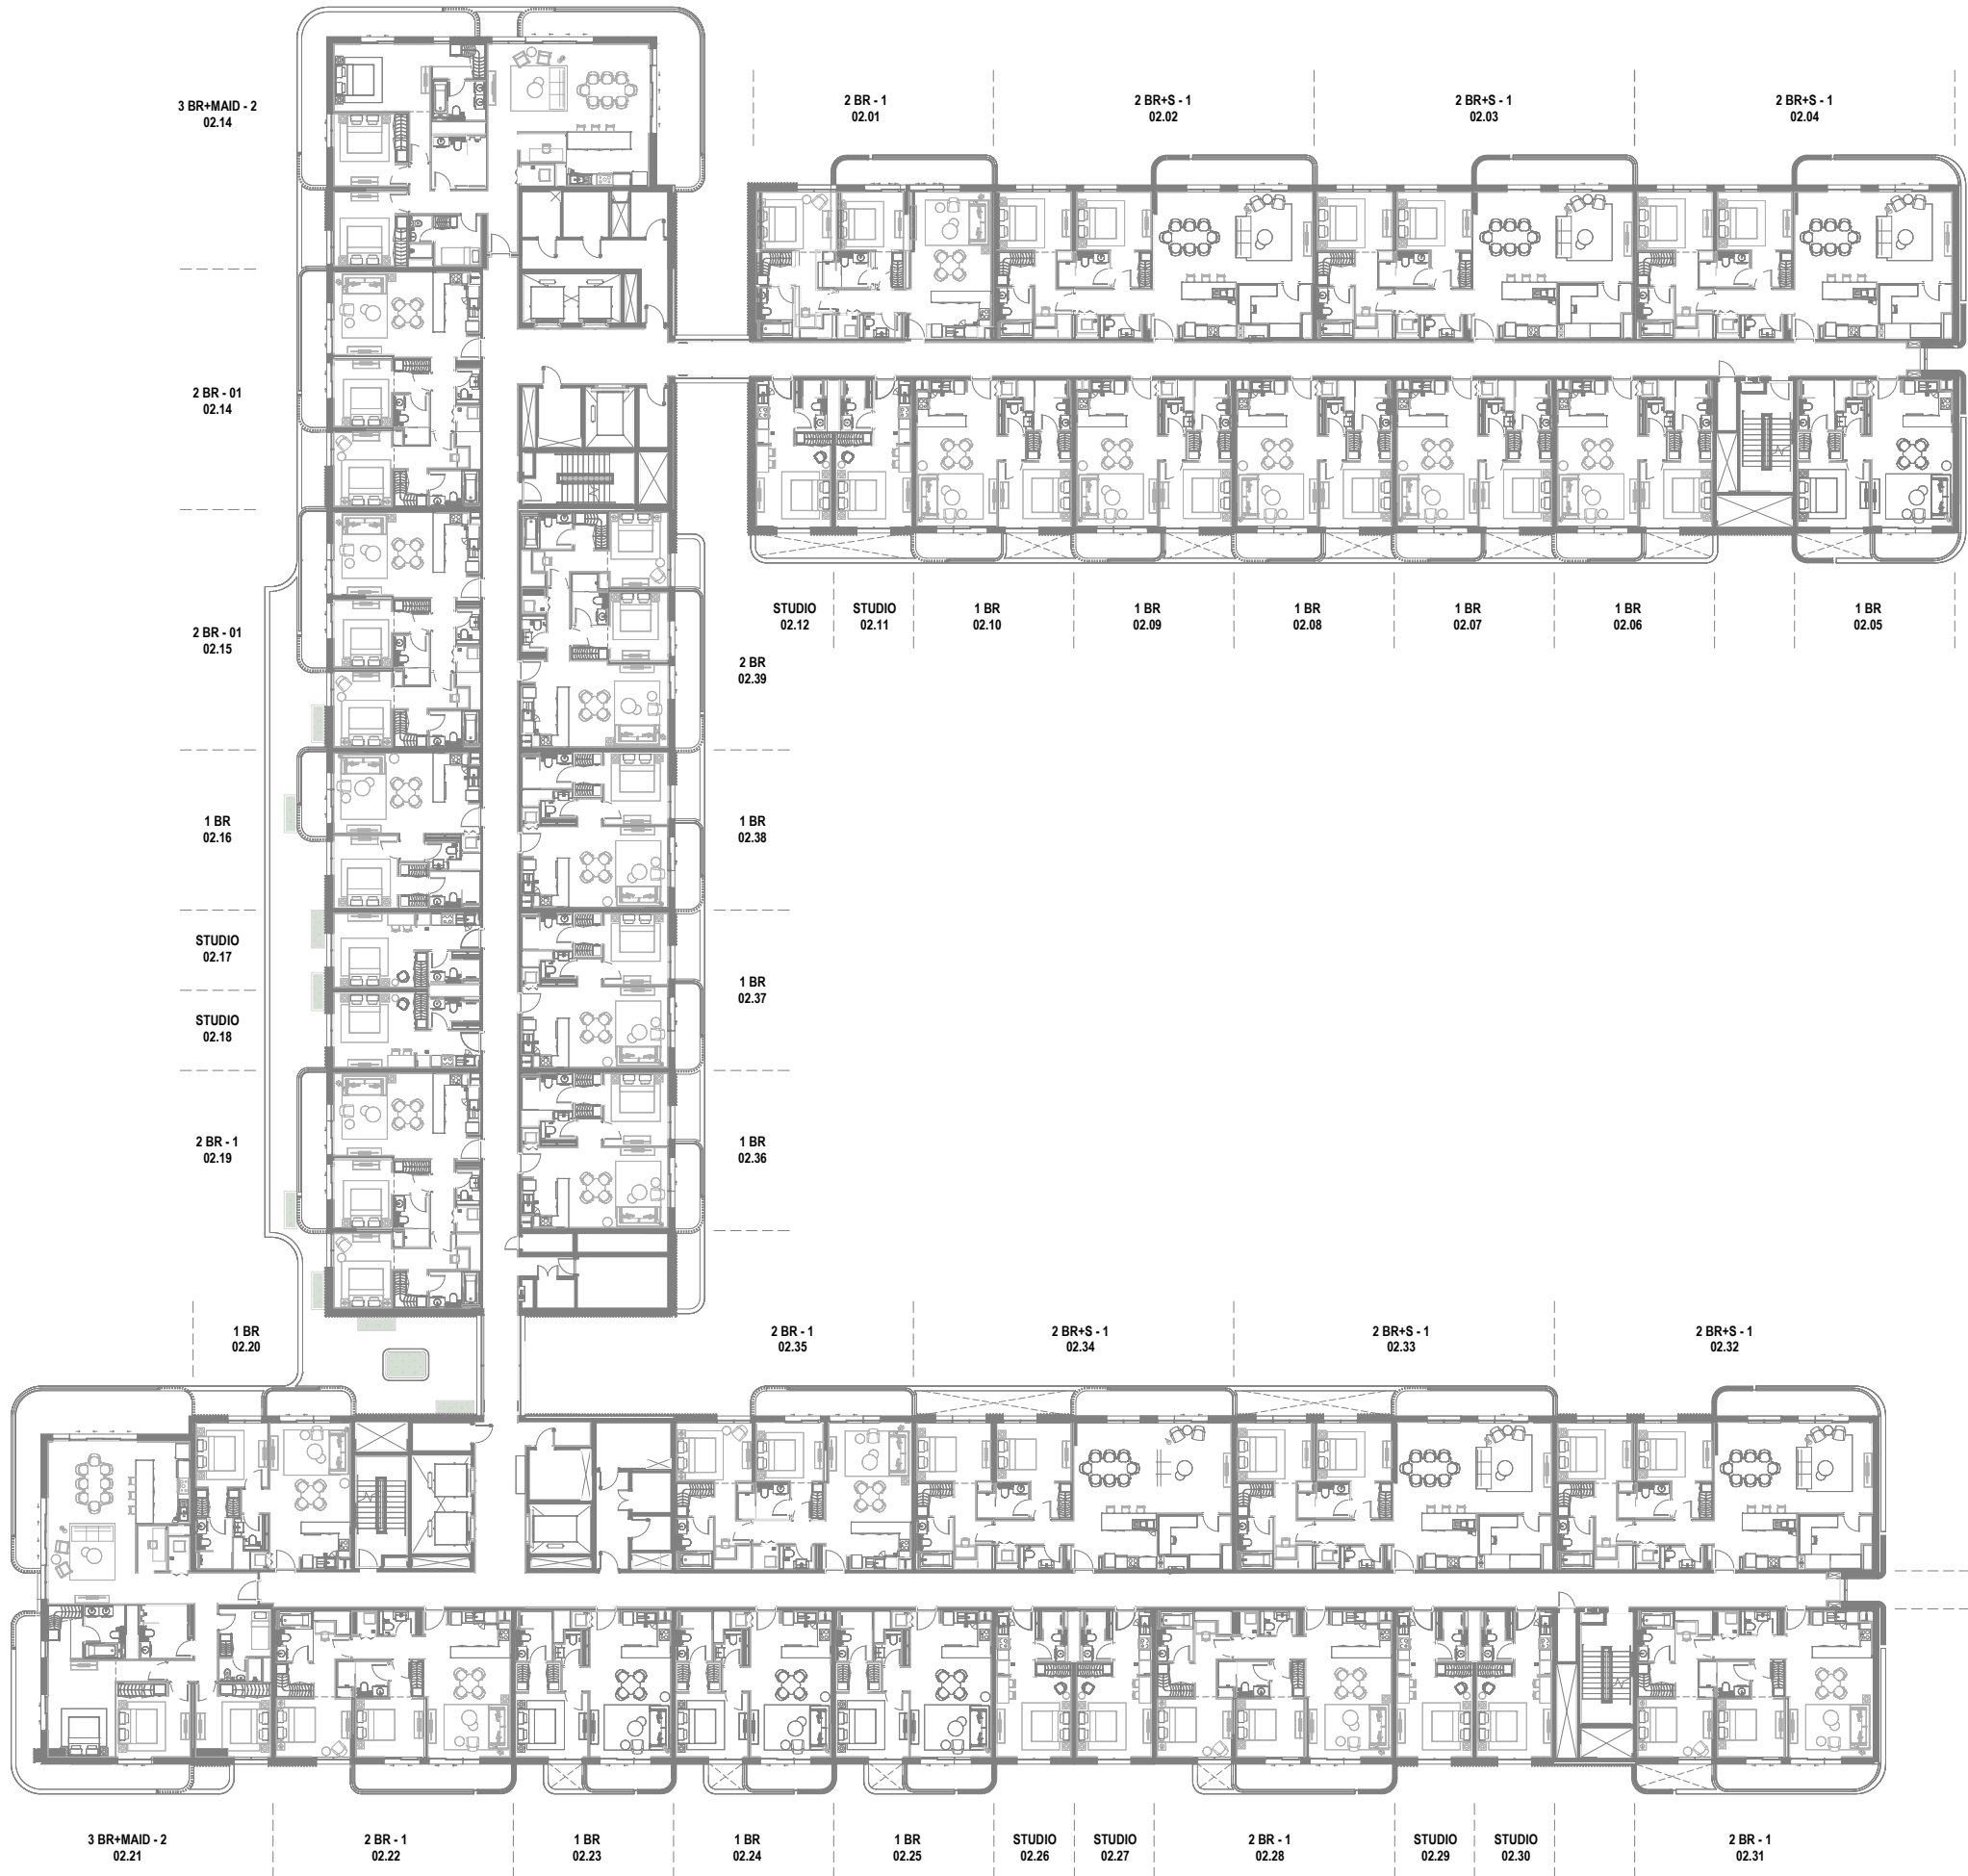 3 BR+MAID - 2
02.14
2 BR - 1
02.01
2 BR+S - 1
02.02
2 BR+S - 1
02.03
2 BR+S - 1
02.04
2 BR - 01
02.14
STUDIO
02.12
STUDIO
02.11
1 BR
02.10
1 BR
02.09
1 BR
02.08
1 BR
02.07
1 BR
02.06
1 BR
02.05
2 BR - 01
02.15
2 BR
02.39
1 BR
02.16
1 BR
02.38
STUDIO
02.17
1 BR
02.37
STUDIO
02.18
2 BR - 1
02.19
1 BR
02.36
1 BR
02.20
2 BR - 1
02.35
2 BR+S - 1
02.34
2 BR+S - 1
02.33
2 BR+S - 1
02.32
3 BR+MAID - 2
02.21
2 BR - 1
02.22
1 BR
02.23
1 BR
02.24
1 BR
02.25
STUDIO
02.26
STUDIO
02.27
2 BR - 1
02.28
STUDIO
02.29
STUDIO
02.30
2 BR - 1
02.31